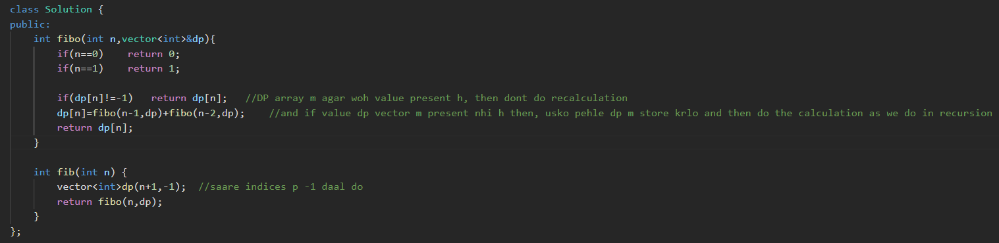 class Solution {
public:
    int fibo(int n,vector<int>&dp){
        if(n==0)    return 0;
        if(n==1)    return 1;

        if(dp[n]!=-1)   return dp[n];   //DP array m agar woh value present h, then dont do recalculation
        dp[n]=fibo(n-1,dp)+fibo(n-2,dp);    //and if value dp vector m present nhi h then, usko pehle dp m store krlo and then do the calculation as we do in recursion
        return dp[n];
    }

    int fib(int n) {
        vector<int>dp(n+1,-1);  //saare indices p -1 daal do
        return fibo(n,dp);
    }
};